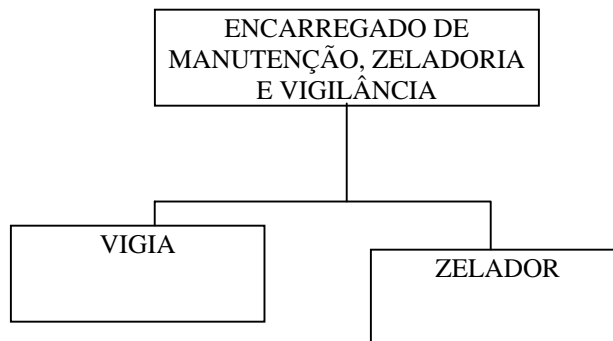 ENCARREGADO DE
MANUTENÇÃO, ZELADORIA
E VIGILÂNCIA
VIGIA
ZELADOR